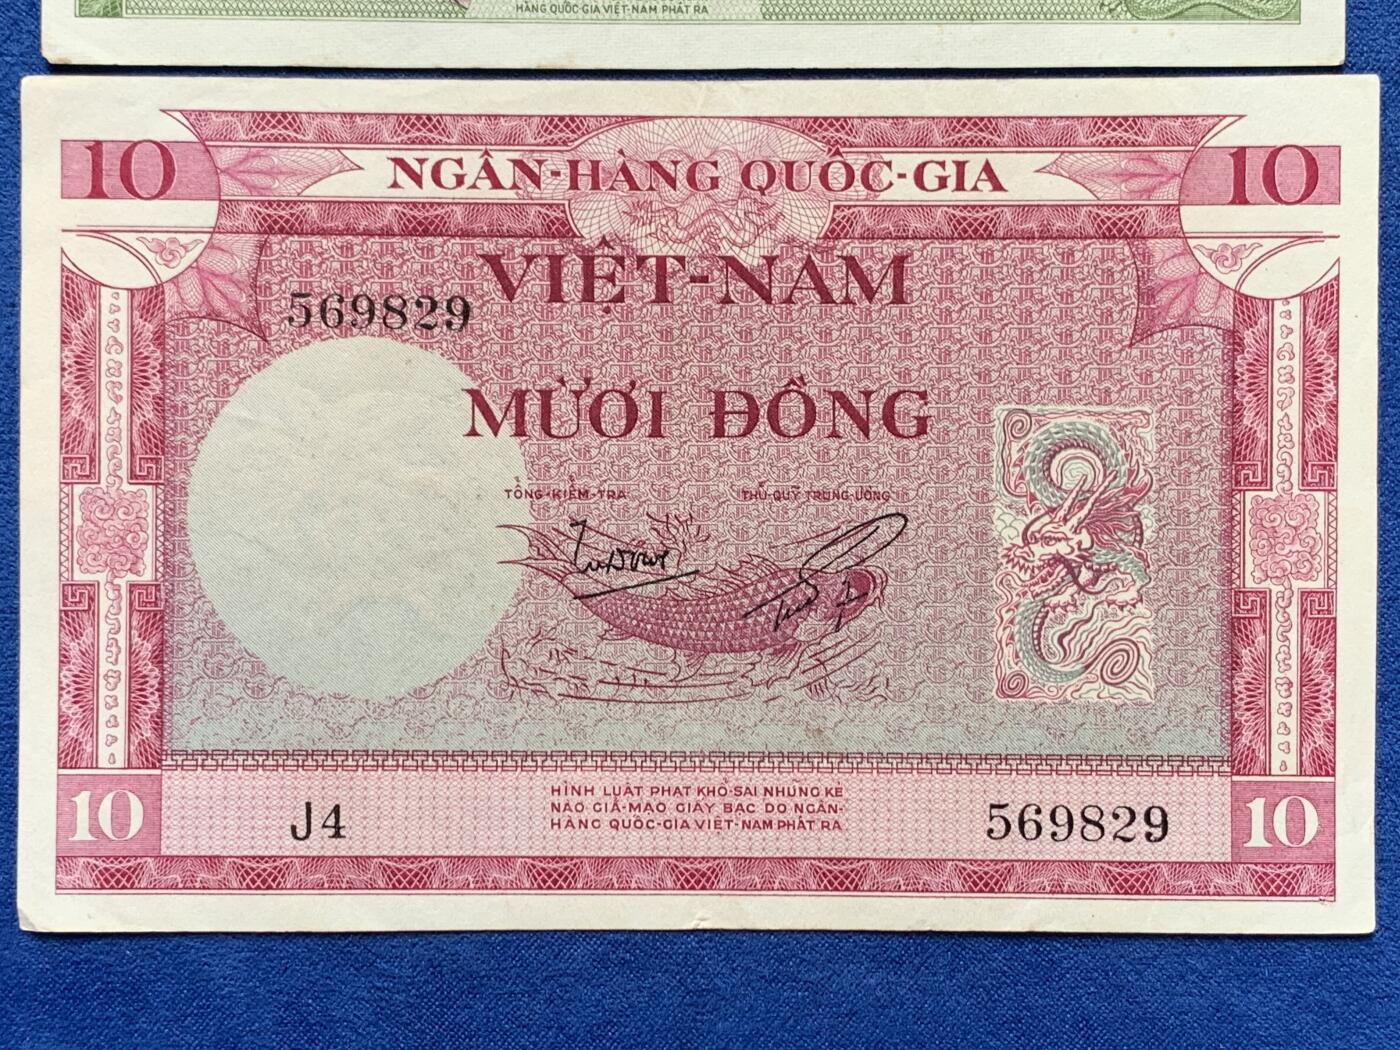 HÀNG QUỐC-GIA VIỆT-NAM PHÁT RA
10 10
NGÂN-HÀNG QUỐC-GIA
VIỆT-NAM
569829
MƯỜI ĐỒNG
TỔNG-KIỂM-TRA THỦ-QUỸ TRUNG-ƯƠNG
HÌNH LUẬT PHẠT KHỔ-SAI NHỮNG KẺ
NÀO GIẢ-MẠO GIẤY BẠC DO NGÂN-
HÀNG QUỐC-GIA VIỆT-NAM PHÁT RA
10 J4 569829 10